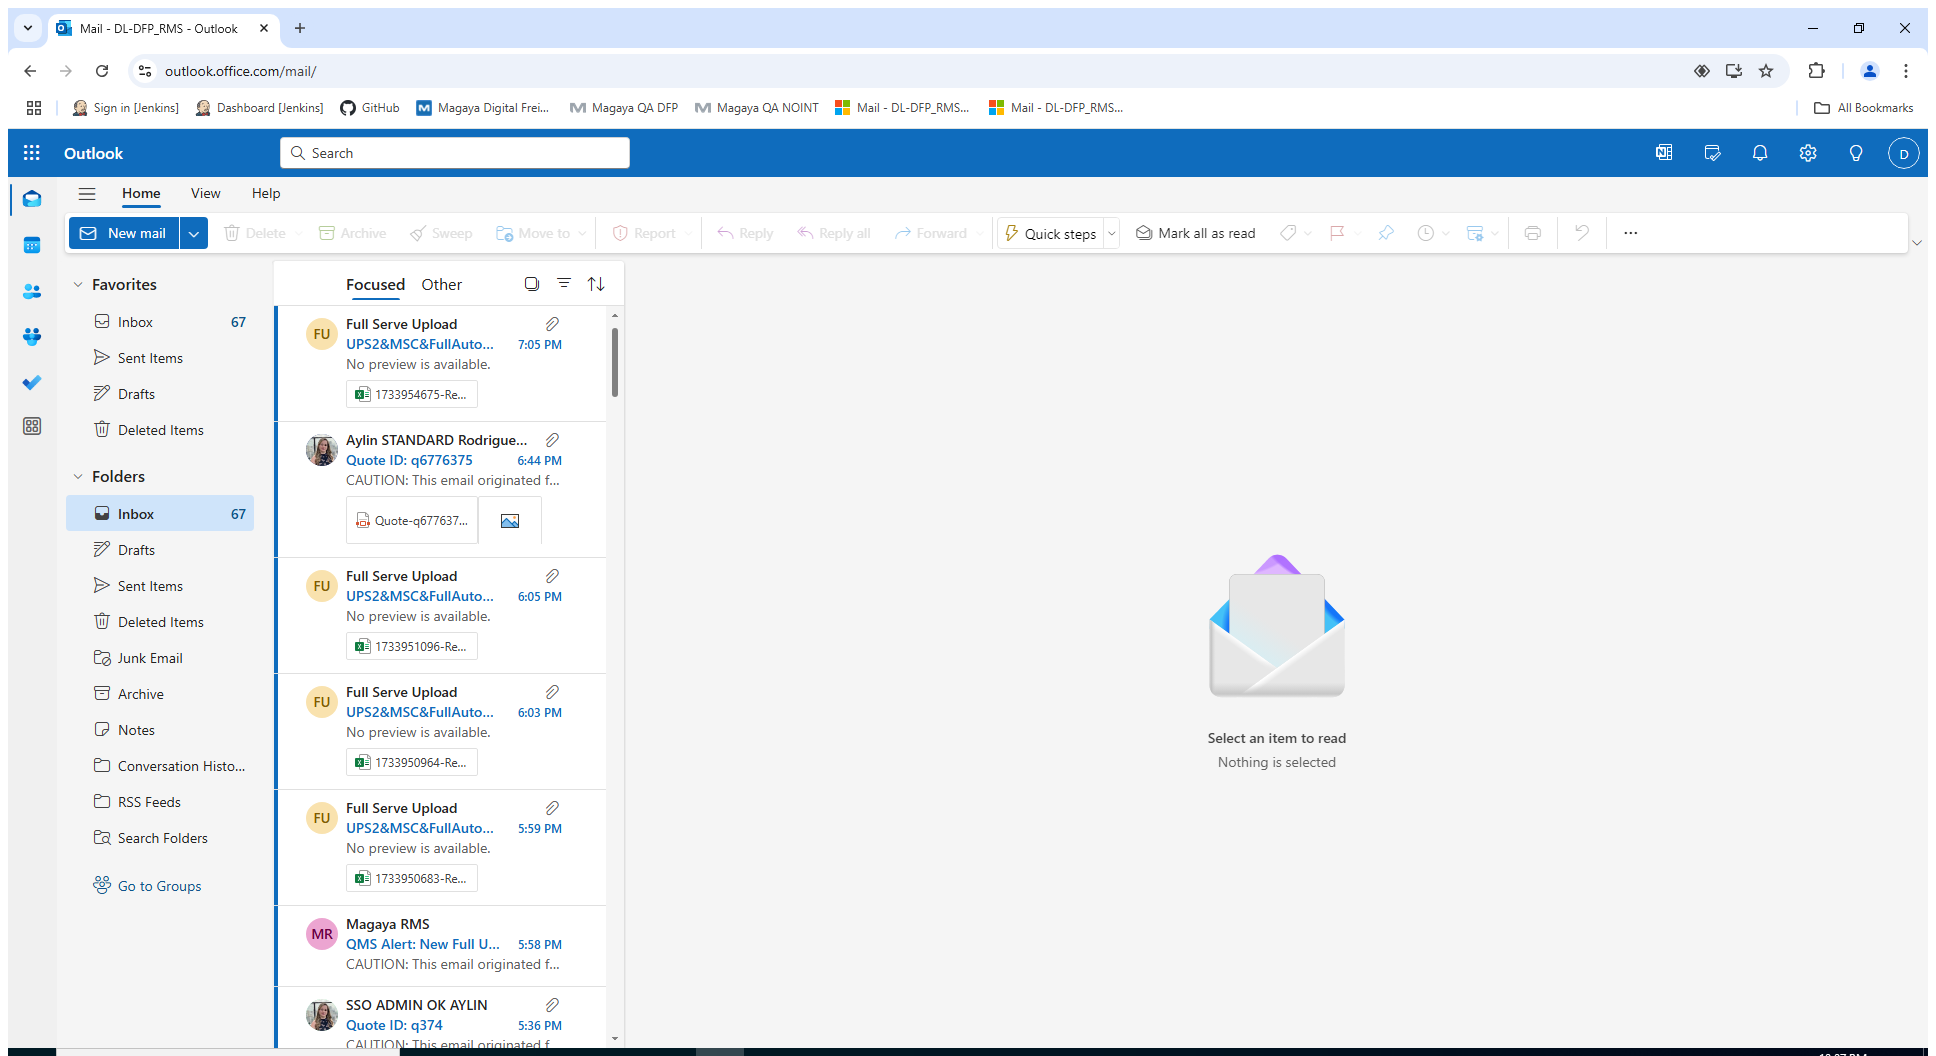 Mail - DL-DFP_RMS - Outlook
outlook.office.com/mail/
Sign in [Jenkins]
Dashboard [Jenkins]
GitHub
Magaya Digital Frei...
Magaya QA DFP
Magaya QA NOINT
Mail - DL-DFP_RMS...
Mail - DL-DFP_RMS...
All Bookmarks
Outlook
Search
D
Home
View
Help
New mail
Delete
Archive
Sweep
Move to
Report
Reply
Reply all
Forward
Quick steps
Mark all as read
Favorites
Inbox 67
Sent Items
Drafts
Deleted Items
Folders
Inbox 67
Drafts
Sent Items
Deleted Items
Junk Email
Archive
Notes
Conversation Histo...
RSS Feeds
Search Folders
Go to Groups
Focused
Other
FU
Full Serve Upload
UPS2&MSC&FullAuto... 7:05 PM
No preview is available.
1733954675-Re...
Aylin STANDARD Rodrigue...
Quote ID: q6776375 6:44 PM
CAUTION: This email originated f...
Quote-q677637...
FU
Full Serve Upload
UPS2&MSC&FullAuto... 6:05 PM
No preview is available.
1733951096-Re...
FU
Full Serve Upload
UPS2&MSC&FullAuto... 6:03 PM
No preview is available.
1733950964-Re...
FU
Full Serve Upload
UPS2&MSC&FullAuto... 5:59 PM
No preview is available.
1733950683-Re...
MR
Magaya RMS
QMS Alert: New Full U... 5:58 PM
CAUTION: This email originated f...
SSO ADMIN OK AYLIN
Quote ID: q374 5:36 PM
CAUTION: This email originated f...
Select an item to read
Nothing is selected